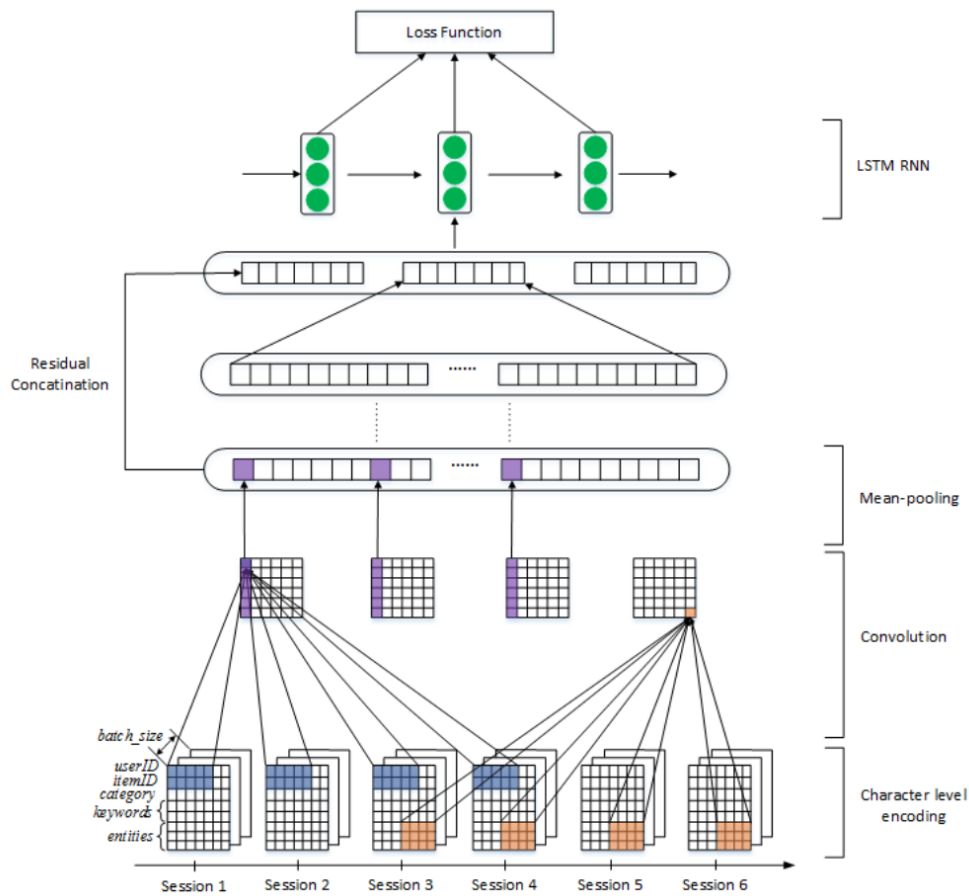 Loss Function
LSTM RNN
Residual
Concatination
......
......
Mean-pooling
Convolution
batch_size
userID
itemID
category
keywords
entities
Character level
encoding
Session 1
Session 2
Session 3
Session 4
Session 5
Session 6